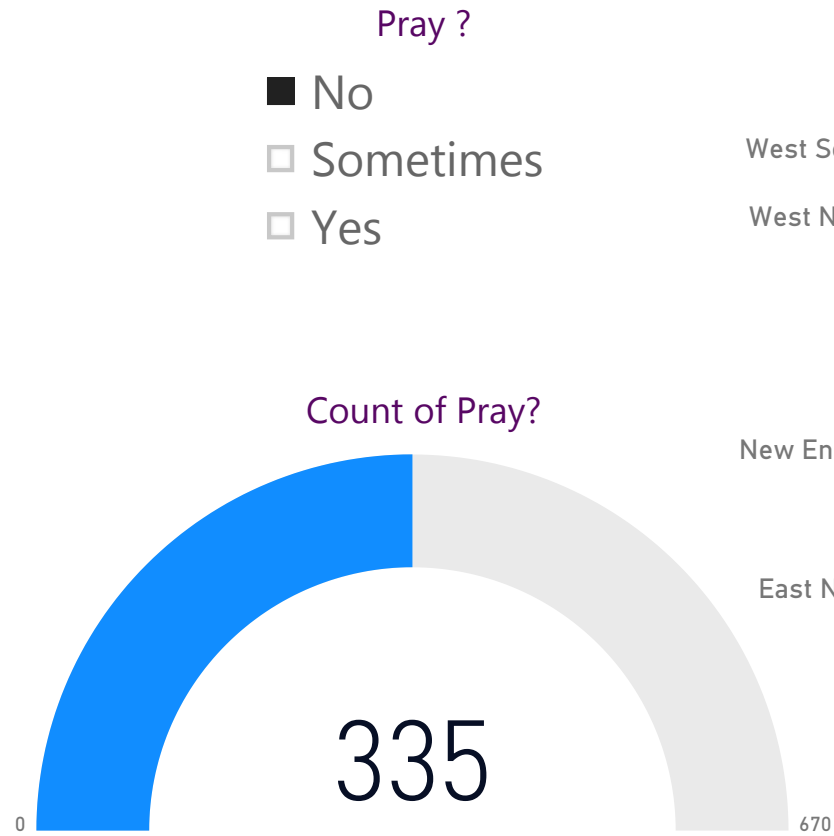 Pray ?
No
Sometimes
Yes
West
West
New
East
Count of Pray?
335
0
670